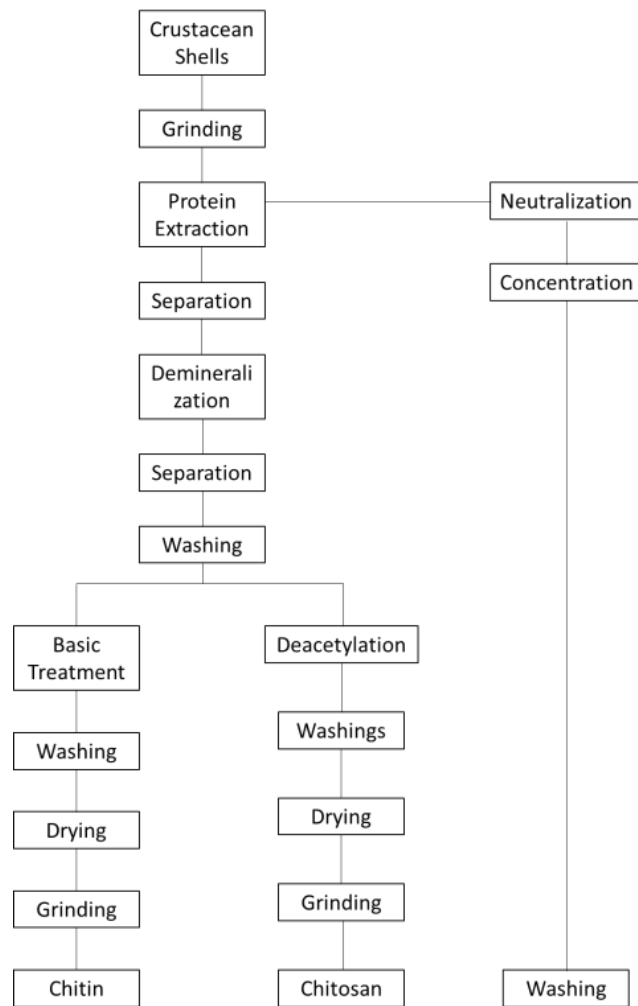 Crustacean
Shells
Grinding
Protein
Extraction
Neutralization
Concentration
Separation
Deminerali
zation
Separation
Washing
Basic
Treatment
Deacetylation
Washing
Washings
Drying
Drying
Grinding
Grinding
Chitin
Chitosan
Washing